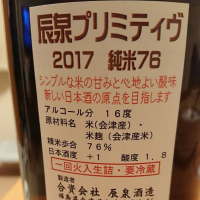 辰泉プリミティヴ
2017 純米76
シンプルな米の甘みと心地よい酸味
新しい日本酒の原点を目指します
アルコール分 16度
原材料名 米(会津産)・
米麹(会津産米)
精米歩合 76%
日本酒度 +1 酸度 1.8
一回火入生詰・要冷蔵
製造者
合資会社 辰泉酒造